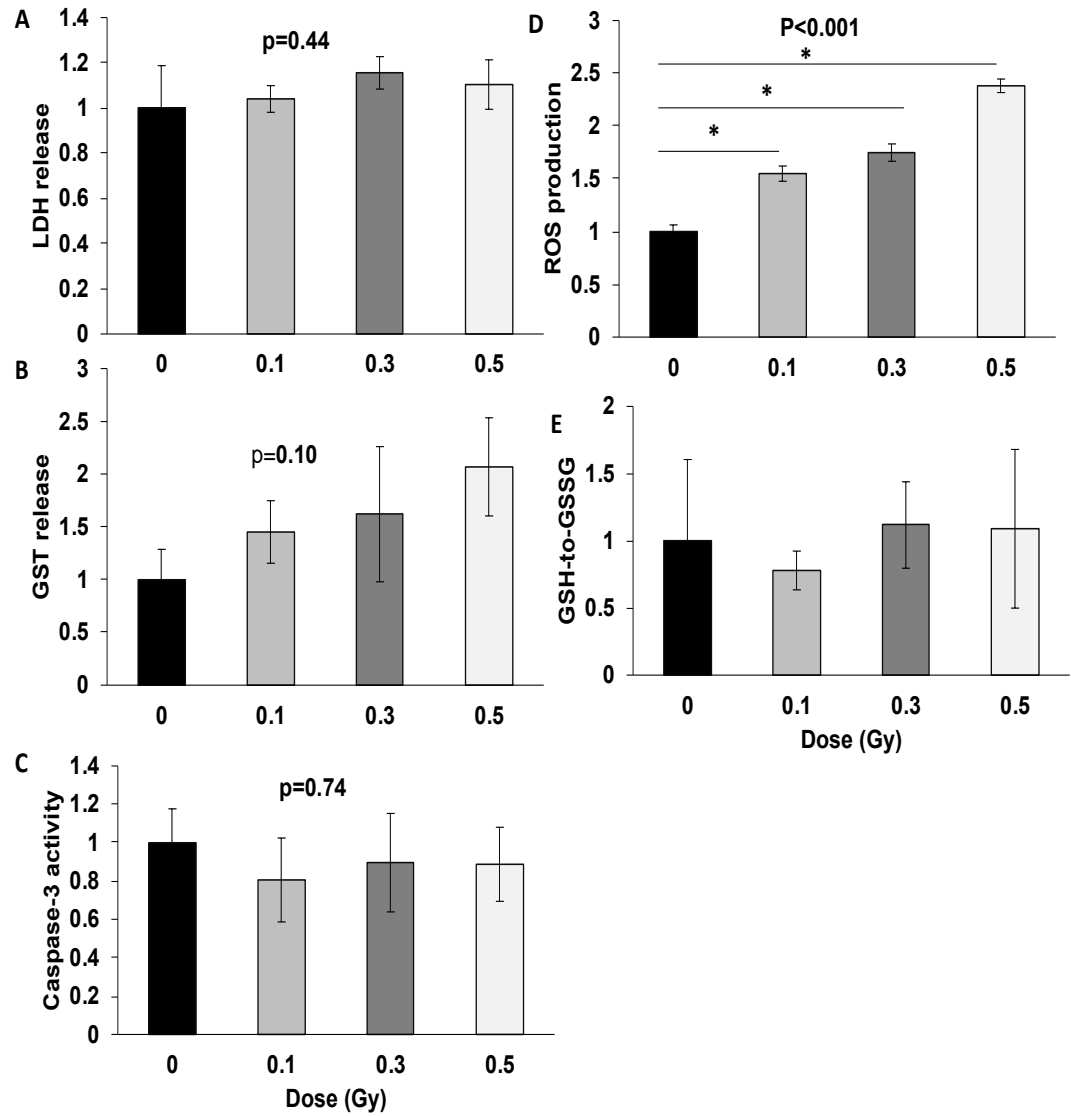 A
LDH release
1.4
1.2
1
0.8
0.6
0.4
0.2
0
p=0.44
0 0.1 0.3 0.5
B
GST release
3
2.5
2
1.5
1
0.5
0
p=0.10
0 0.1 0.3 0.5
C
Caspase-3 activity
1.4
1.2
1
0.8
0.6
0.4
0.2
0
p=0.74
0 0.1 0.3 0.5
Dose (Gy)
D
ROS production
3
2.5
2
1.5
1
0.5
0
P<0.001
*
*
*
0 0.1 0.3 0.5
E
GSH-to-GSSG
2
1.5
1
0.5
0
0 0.1 0.3 0.5
Dose (Gy)